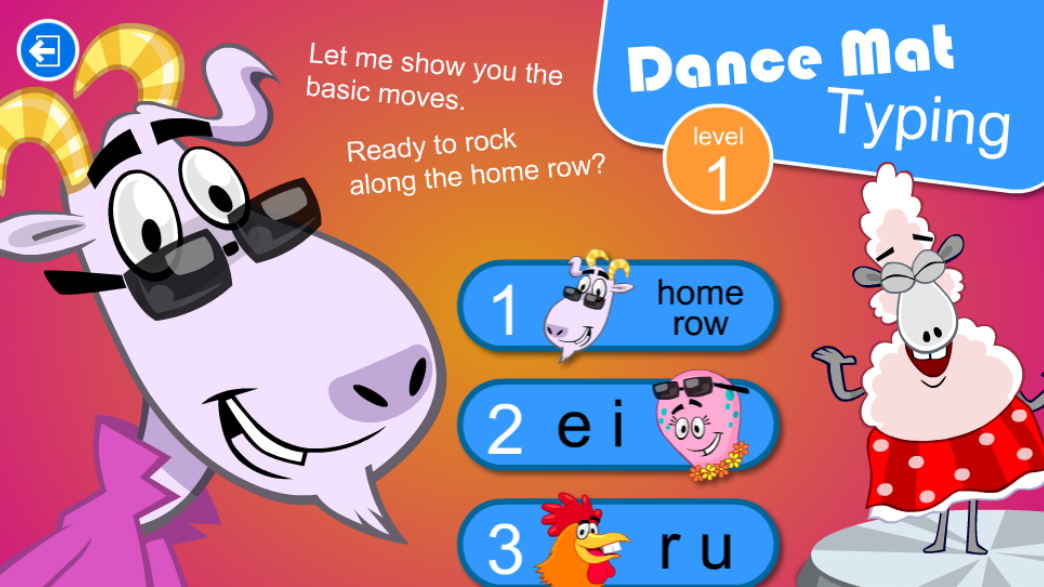 Let me show you the
basic moves.
Ready to rock
along the home row?
Dance Mat
Typing
level
1
1
home
row
2
e i
3
r u